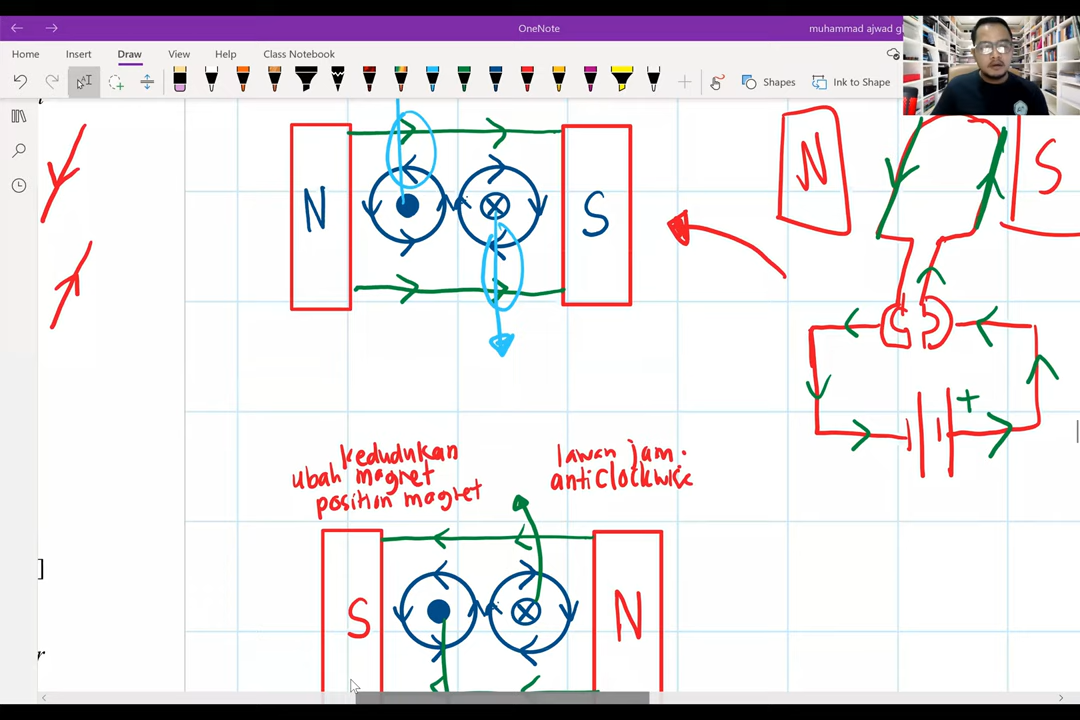 OneNote
muhammad ajwad g
Home Insert Draw View Help Class Notebook
Shapes
Ink to Shape
N
S
N
S
+
kedudukan
ubah magnet
position magnet
lawan jam.
anticlockwise
S
N
]
r